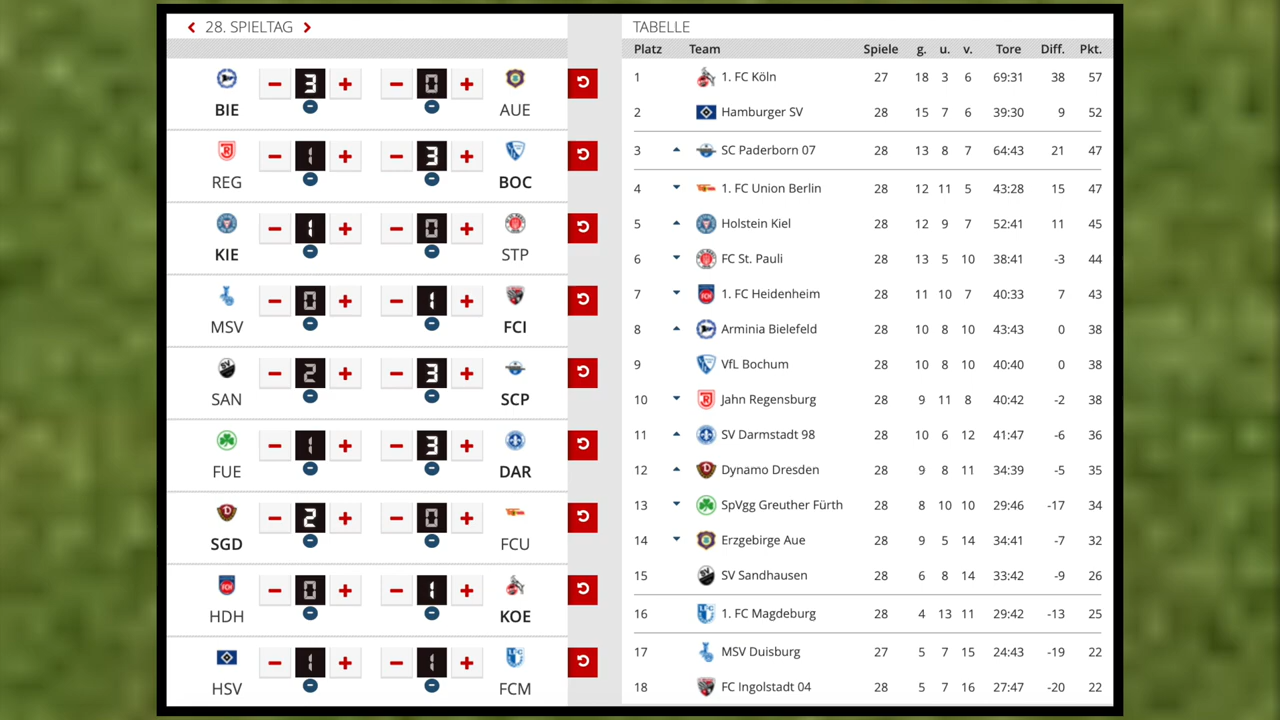 28. SPIELTAG
BIE 3 0 AUE
REG 1 3 BOC
KIE 1 0 STP
MSV 0 1 FCI
SAN 2 3 SCP
FUE 1 3 DAR
SGD 2 0 FCU
HDH 0 1 KOE
HSV 1 1 FCM
TABELLE
Platz Team Spiele g. u. v. Tore Diff. Pkt.
1 1. FC Köln 27 18 3 6 69:31 38 57
2 Hamburger SV 28 15 7 6 39:30 9 52
3 SC Paderborn 07 28 13 8 7 64:43 21 47
4 1. FC Union Berlin 28 12 11 5 43:28 15 47
5 Holstein Kiel 28 12 9 7 52:41 11 45
6 FC St. Pauli 28 13 5 10 38:41 -3 44
7 1. FC Heidenheim 28 11 10 7 40:33 7 43
8 Arminia Bielefeld 28 10 8 10 43:43 0 38
9 VfL Bochum 28 10 8 10 40:40 0 38
10 Jahn Regensburg 28 9 11 8 40:42 -2 38
11 SV Darmstadt 98 28 10 6 12 41:47 -6 36
12 Dynamo Dresden 28 9 8 11 34:39 -5 35
13 SpVgg Greuther Fürth 28 8 10 10 29:46 -17 34
14 Erzgebirge Aue 28 9 5 14 34:41 -7 32
15 SV Sandhausen 28 6 8 14 33:42 -9 26
16 1. FC Magdeburg 28 4 13 11 29:42 -13 25
17 MSV Duisburg 27 5 7 15 24:43 -19 22
18 FC Ingolstadt 04 28 5 7 16 27:47 -20 22